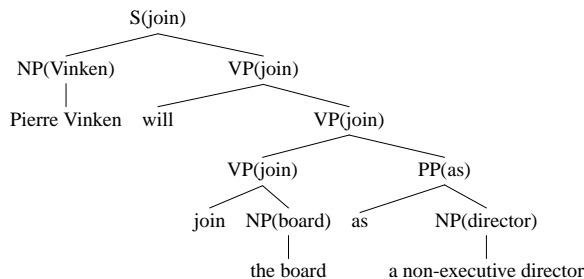 S(join)
NP(Vinken) VP(join)
Pierre Vinken will VP(join)
VP(join) PP(as)
join NP(board) as NP(director)
the board a non-executive director